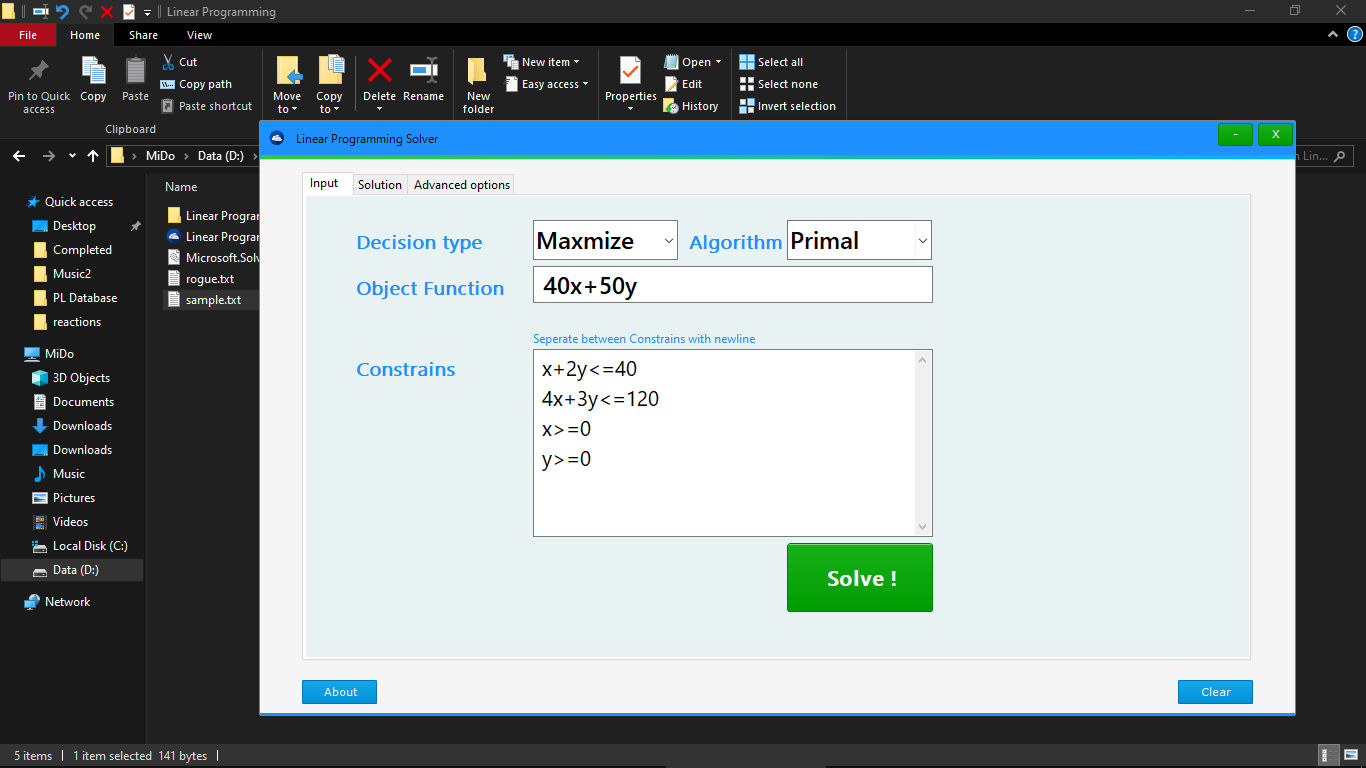 Linear Programming
File Home Share View
Pin to Quick access
Copy
Paste
Cut
Copy path
Paste shortcut
Clipboard
Move to
Copy to
Delete
Rename
New folder
New item
Easy access
Properties
Open
Edit
History
Select all
Select none
Invert selection
MiDo
Data (D:)
Lin...
Quick access
Desktop
Completed
Music2
PL Database
reactions
MiDo
3D Objects
Documents
Downloads
Downloads
Music
Pictures
Videos
Local Disk (C:)
Data (D:)
Network
Name
Linear Progra
Linear Progra
Microsoft.Sol
rogue.txt
sample.txt
Linear Programming Solver
- X
Input Solution Advanced options
Decision type Maxmize Algorithm Primal
Object Function 40x+50y
Seperate between Constrains with newline
Constrains
x+2y<=40
4x+3y<=120
x>=0
y>=0
Solve !
About Clear
5 items 1 item selected 141 bytes